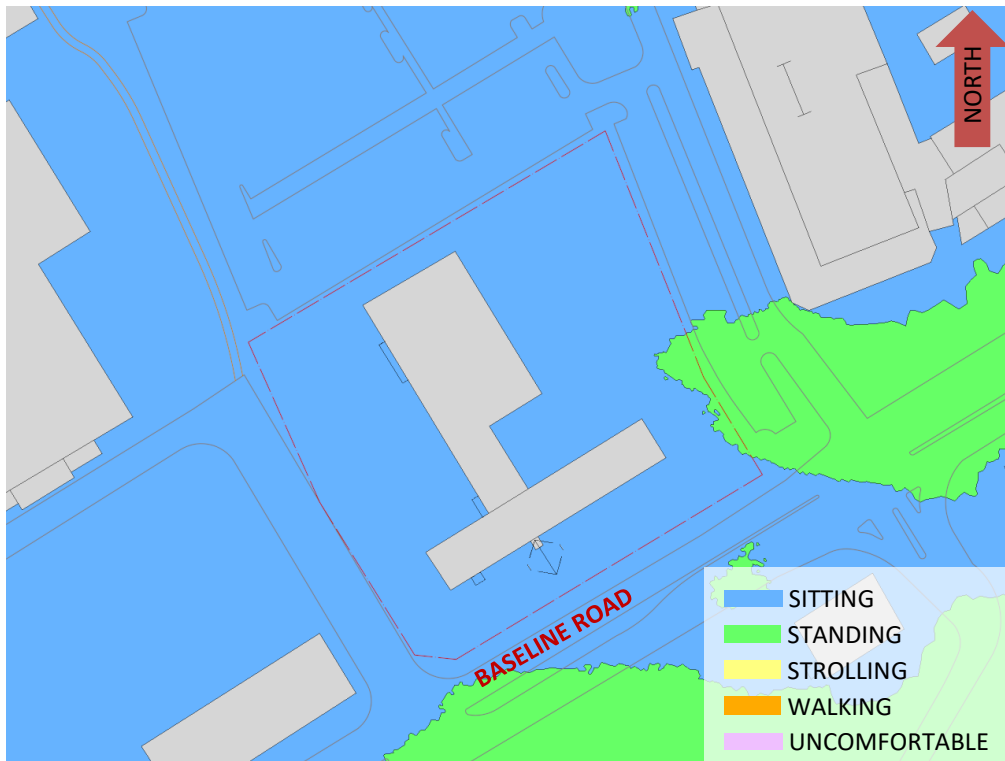 NORTH
BASELINE ROAD
SITTING
STANDING
STROLLING
WALKING
UNCOMFORTABLE